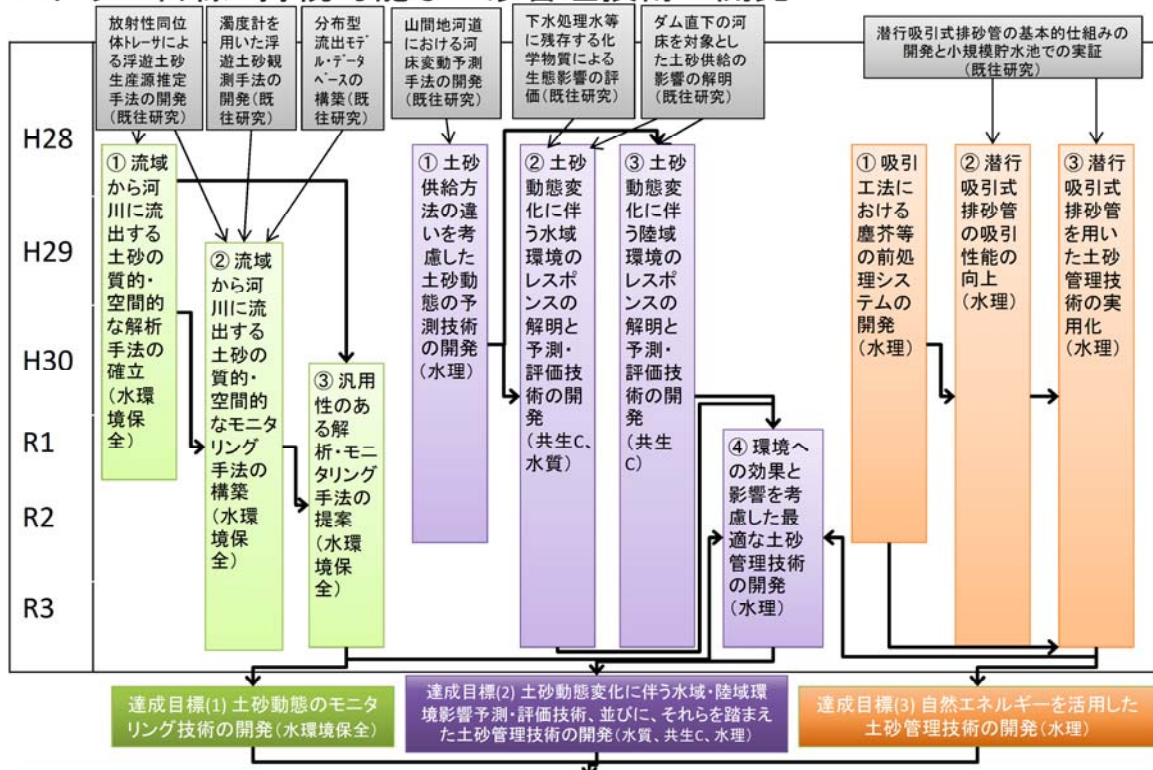 放射性同位
体トレーサによ
る浮遊土砂
生産源推定
手法の開発
(既往研究)
濁度計を
用いた浮
遊土砂観
測手法の
開発(既
往研究)
分布型
流出モデ
ル・データ
ベースの
構築(既
往研究)
山間地河道
における河
床変動予測
手法の開発
(既往研究)
下水処理水等
に残存する化
学物質による
生態影響の評
価(既往研究)
ダム直下の河
床を対象とし
た土砂供給の
影響の解明
(既往研究)
潜行吸引式排砂管の基本的仕組みの
開発と小規模貯水池での実証
(既往研究)
H28
H29
H30
R1
R2
R3
① 流域
から河
川に流
出する
土砂の
質的・
空間的
な解析
手法の
確立
(水環
境保
全)
② 流域
から河
川に流
出する
土砂の
質的・
空間的
なモニタ
リング
手法の
構築
(水環
境保
全)
③ 汎用
性のあ
る解
析・モニ
タリング
手法の
提案
(水環
境保
全)
① 土砂
供給方
法の違
いを考
慮した
土砂動
態の予
測技術
の開発
(水理)
② 土砂
動態変
化に伴
う水域
環境の
レスポ
ンスの
解明と
予測・
評価技
術の開
発
(共生C、
水質)
③ 土砂
動態変
化に伴
う陸域
環境の
レスポ
ンスの
解明と
予測・
評価技
術の開
発
(共生
C)
④ 環境へ
の効果と
影響を考
慮した最
適な土砂
管理技術
の開発
(水理)
① 吸引
工法に
おける
塵芥等
の前処
理シス
テムの
開発
(水理)
② 潜行
吸引式
排砂管
の吸引
性能の
向上
(水理)
③ 潜行
吸引式
排砂管
を用い
た土砂
管理技
術の実
用化
(水理)
達成目標(1) 土砂動態のモニタ
リング技術の開発(水環境保全)
達成目標(2) 土砂動態変化に伴う水域・陸域環
境影響予測・評価技術、並びに、それらを踏まえ
た土砂管理技術の開発(水質、共生C、水理)
達成目標(3) 自然エネルギーを活用した
土砂管理技術の開発(水理)